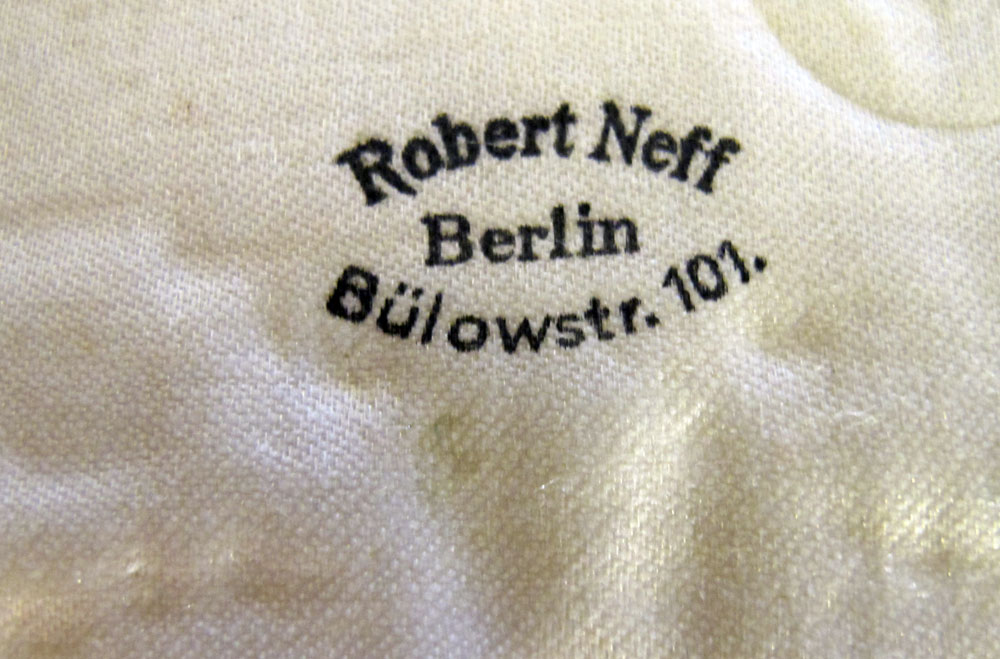 Robert Neff
Berlin
Bülowstr. 101.